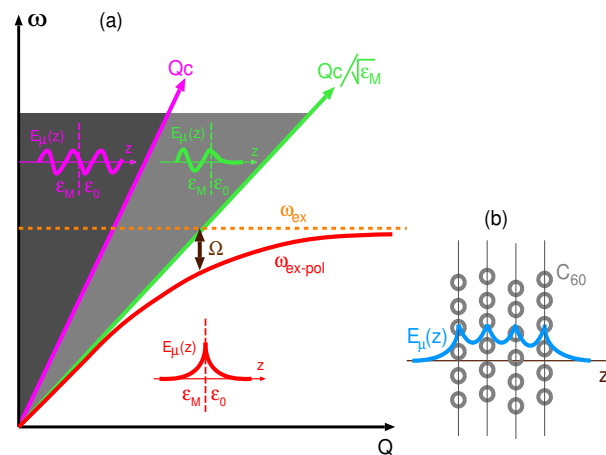 ω
(a)
Qc
Qc/√ε_M
E_μ(z)
z
ε_M
ε_0
E_μ(z)
z
ε_M
ε_0
ω_ex
Ω
ω_ex-pol
E_μ(z)
z
ε_M
ε_0
Q
(b)
C_60
E_μ(z)
z